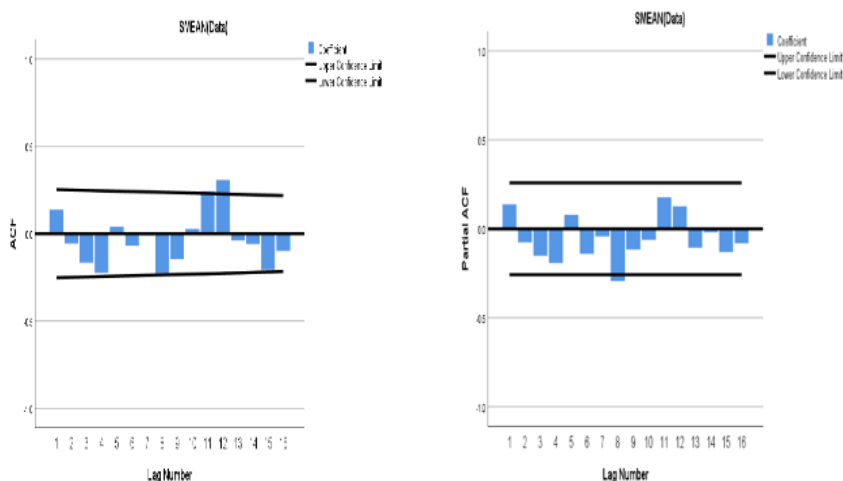 SMEAN(Data)
Coefficient
Upper Confidence Limit
Lower Confidence Limit
1.0
0.5
0.0
-0.5
-1.0
ACF
1 2 3 4 5 6 7 8 9 10 11 12 13 14 15 16
Lag Number
SMEAN(Data)
Coefficient
Upper Confidence Limit
Lower Confidence Limit
1.0
0.5
0.0
-0.5
-1.0
Partial ACF
1 2 3 4 5 6 7 8 9 10 11 12 13 14 15 16
Lag Number